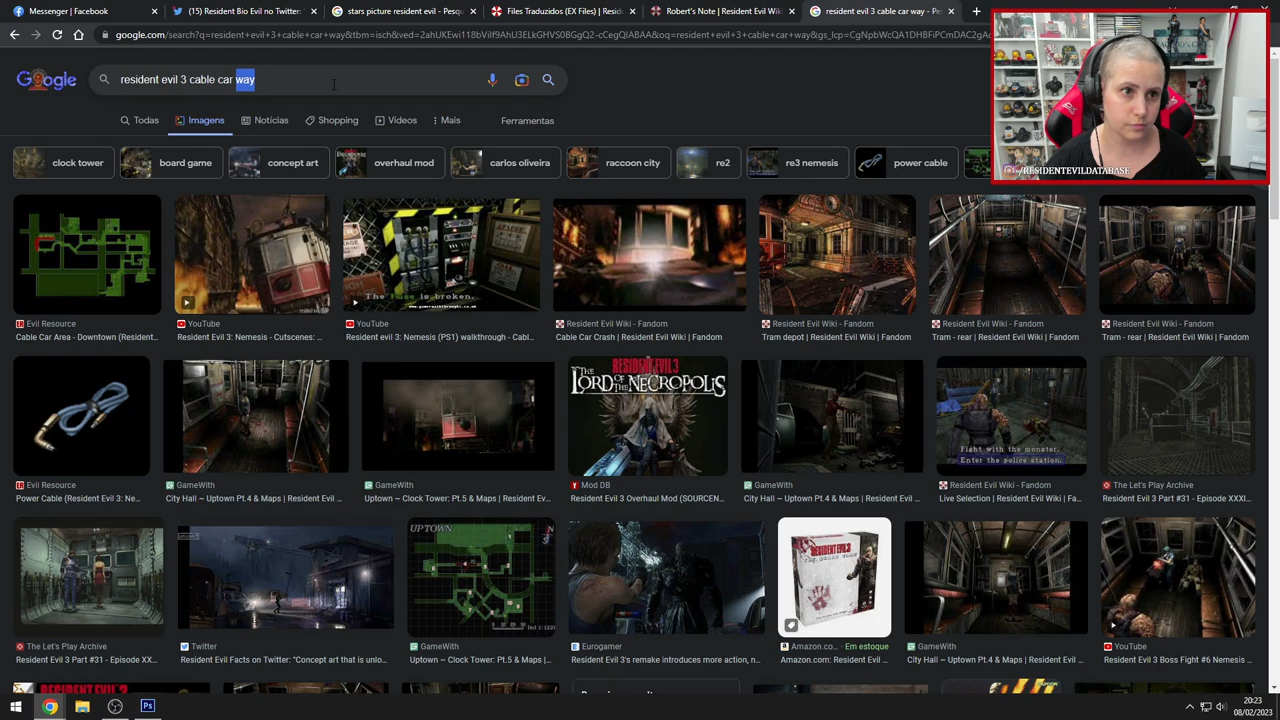 Messenger | Facebook
(15) Resident Bio Evil no Twitter
stars picture
Files Traduzidos (EX Files) | Resid
Robert's Note | Resident Evil Wiki
resident evil 3 cable car way - Pe
google.com/search?q=resident+evil+3+cable+car+way
resident evil 3 cable car way
Todas
Imagens
Notícias
Shopping
Vídeos
Mais
Ferramentas
clock tower
board game
concept art
overhaul mod
carlos oliveira
raccoon city
re2
re3 nemesis
power cable
/RESIDENTEVILDATABASE
The Fuse is broken.
Evil Resource
Cable Car Area - Downtown (Resident...
YouTube
Resident Evil 3: Nemesis - Cutscenes: ...
YouTube
Resident evil 3: Nemesis (PS1) walkthrough - Cabl...
Resident Evil Wiki - Fandom
Cable Car Crash | Resident Evil Wiki | Fandom
Resident Evil Wiki - Fandom
Tram depot | Resident Evil Wiki | Fandom
Resident Evil Wiki - Fandom
Tram - rear | Resident Evil Wiki | Fandom
Resident Evil Wiki - Fandom
Tram - rear | Resident Evil Wiki | Fandom
RESIDENT EVIL 3
THE LORD OF THE NECROPOLIS
Fight with the monster.
Enter the police station.
Evil Resource
Power Cable (Resident Evil 3: Ne...
GameWith
City Hall ~ Uptown Pt.4 & Maps | Resident Evil ...
GameWith
Uptown ~ Clock Tower: Pt.5 & Maps | Resident Ev...
Mod DB
Resident Evil 3 Overhaul Mod (SOURCEN...
GameWith
City Hall ~ Uptown Pt.4 & Maps | Resident Evil ...
Resident Evil Wiki - Fandom
Live Selection | Resident Evil Wiki | Fa...
The Let's Play Archive
Resident Evil 3 Part #31 - Episode XXXI...
UPTOWN
RESIDENT EVIL 3
The Let's Play Archive
Resident Evil 3 Part #31 - Episode XX...
Twitter
Resident Evil Facts on Twitter: "Concept art that is unlo...
GameWith
Uptown ~ Clock Tower: Pt.5 & Maps |...
Eurogamer
Resident Evil 3's remake introduces more action, n...
Amazon.co... · Em estoque
Amazon.com: Resident Evil ...
GameWith
City Hall ~ Uptown Pt.4 & Maps | Resident Evil ...
YouTube
Resident Evil 3 Boss Fight #6 Nemesis ...
20:23
08/02/2023